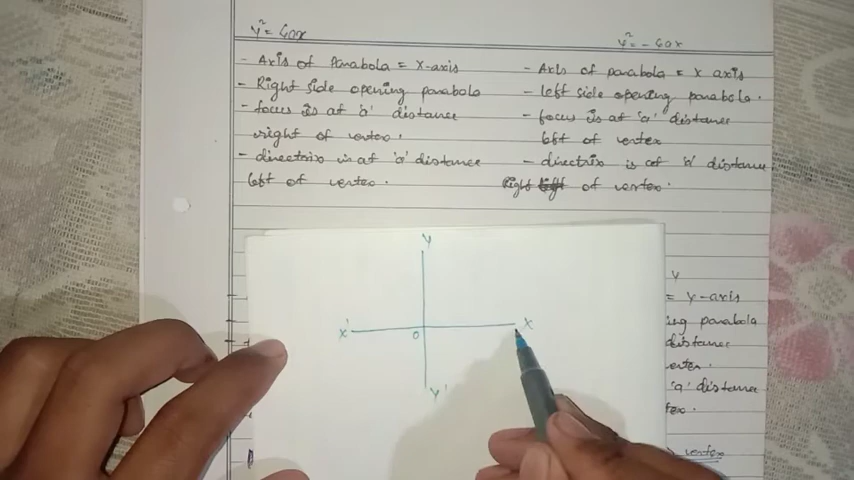 y² = 4ax
y² = - 4ax
- Axis of Parabola = X-axis
- Right side opening parabola
- focus is at 'a' distance
right of vertex.
- directrix is at 'a' distance
left of vertex.
- Axis of parabola = X axis
- left side opening parabola.
- focus is at 'a' distance
left of vertex
- directrix is at 'a' distance
Right of vertex.
Y
X' O X
Y'
Y
= Y-axis
ing parabola
distance
vertex
'a' distance
tex.
vertex